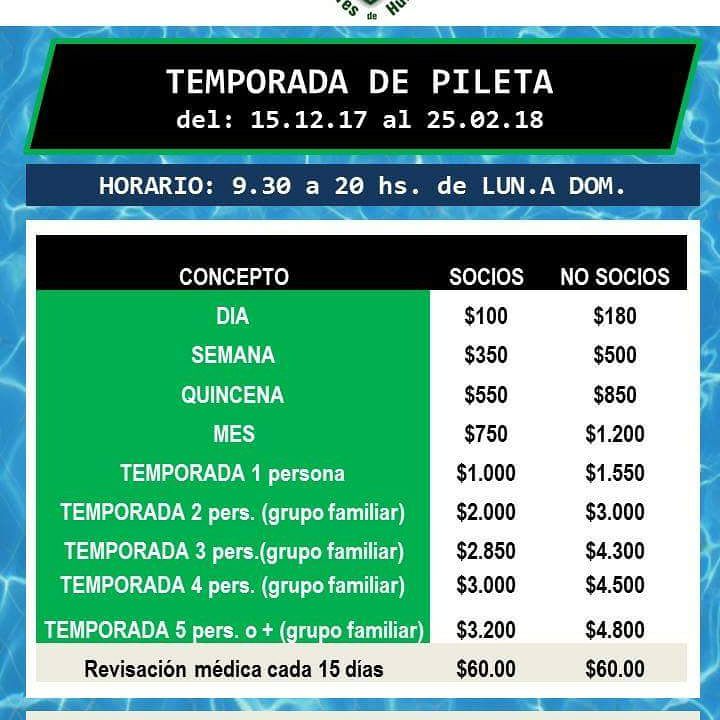 de
TEMPORADA DE PILETA
del: 15.12.17 al 25.02.18
HORARIO: 9.30 a 20 hs. de LUN.A DOM.
CONCEPTO SOCIOS NO SOCIOS
DIA $100 $180
SEMANA $350 $500
QUINCENA $550 $850
MES $750 $1.200
TEMPORADA 1 persona $1.000 $1.550
TEMPORADA 2 pers. (grupo familiar) $2.000 $3.000
TEMPORADA 3 pers.(grupo familiar) $2.850 $4.300
TEMPORADA 4 pers. (grupo familiar) $3.000 $4.500
TEMPORADA 5 pers. o + (grupo familiar) $3.200 $4.800
Revisación médica cada 15 días $60.00 $60.00